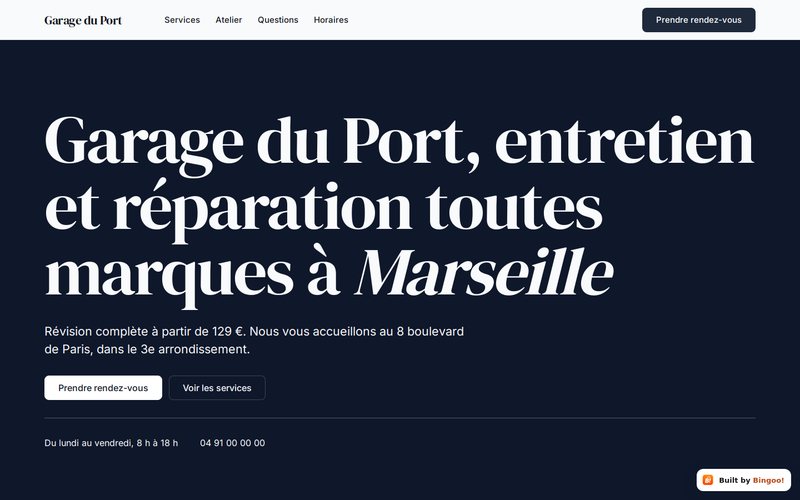 Garage du Port
Services
Atelier
Questions
Horaires
Prendre rendez-vous
Garage du Port, entretien
et réparation toutes
marques à Marseille
Révision complète à partir de 129 €. Nous vous accueillons au 8 boulevard
de Paris, dans le 3e arrondissement.
Prendre rendez-vous
Voir les services
Du lundi au vendredi, 8 h à 18 h
04 91 00 00 00
Built by Bingoo!